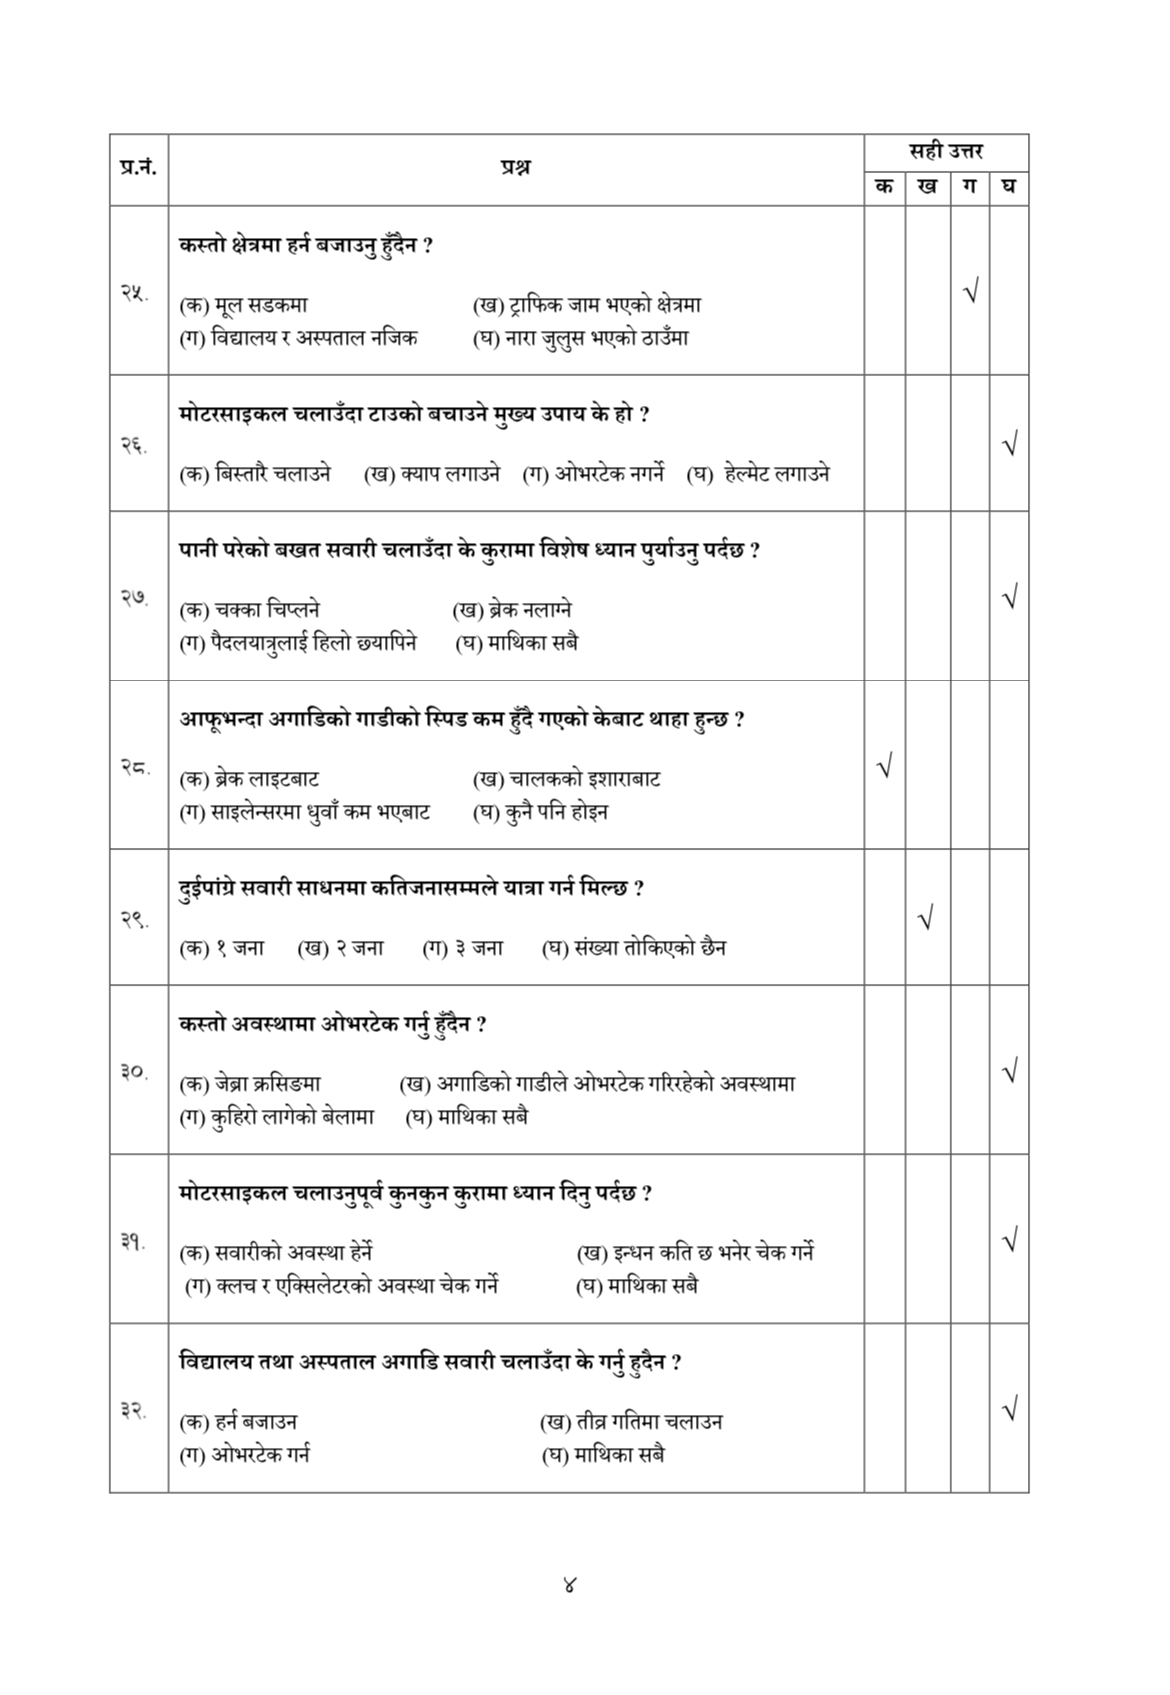 प्र.नं. प्रश्न सही उत्तर
क ख ग घ
कस्तो क्षेत्रमा हर्न बजाउनु हुँदैन ?
२५. √
(क) मूल सडकमा (ख) ट्राफिक जाम भएको क्षेत्रमा
(ग) विद्यालय र अस्पताल नजिक (घ) नारा जुलुस भएको ठाउँमा
मोटरसाइकल चलाउँदा टाउको बचाउने मुख्य उपाय के हो ?
२६. √
(क) बिस्तारै चलाउने (ख) क्याप लगाउने (ग) ओभरटेक नगर्ने (घ) हेल्मेट लगाउने
पानी परेको बखत सवारी चलाउँदा के कुरामा विशेष ध्यान पुर्याउनु पर्दछ ?
२७. √
(क) चक्का चिप्लने (ख) ब्रेक नलाग्ने
(ग) पैदलयात्रुलाई हिलो छ्यापिने (घ) माथिका सबै
आफूभन्दा अगाडिको गाडीको स्पिड कम हुँदै गएको केबाट थाहा हुन्छ ?
२८. √
(क) ब्रेक लाइटबाट (ख) चालकको इशाराबाट
(ग) साइलेन्सरमा धुवाँ कम भएबाट (घ) कुनै पनि होइन
दुईपांग्रे सवारी साधनमा कतिजनासम्मले यात्रा गर्न मिल्छ ?
२९. √
(क) १ जना (ख) २ जना (ग) ३ जना (घ) संख्या तोकिएको छैन
कस्तो अवस्थामा ओभरटेक गर्नु हुँदैन ?
३०. √
(क) जेब्रा क्रसिङमा (ख) अगाडिको गाडीले ओभरटेक गरिरहेको अवस्थामा
(ग) कुहिरो लागेको बेलामा (घ) माथिका सबै
मोटरसाइकल चलाउनुपूर्व कुनकुन कुरामा ध्यान दिनु पर्दछ ?
३१. √
(क) सवारीको अवस्था हेर्ने (ख) इन्धन कति छ भनेर चेक गर्ने
(ग) क्लच र एक्सिलेटरको अवस्था चेक गर्ने (घ) माथिका सबै
विद्यालय तथा अस्पताल अगाडि सवारी चलाउँदा के गर्नु हुदैन ?
३२. √
(क) हर्न बजाउन (ख) तीव्र गतिमा चलाउन
(ग) ओभरटेक गर्न (घ) माथिका सबै
४